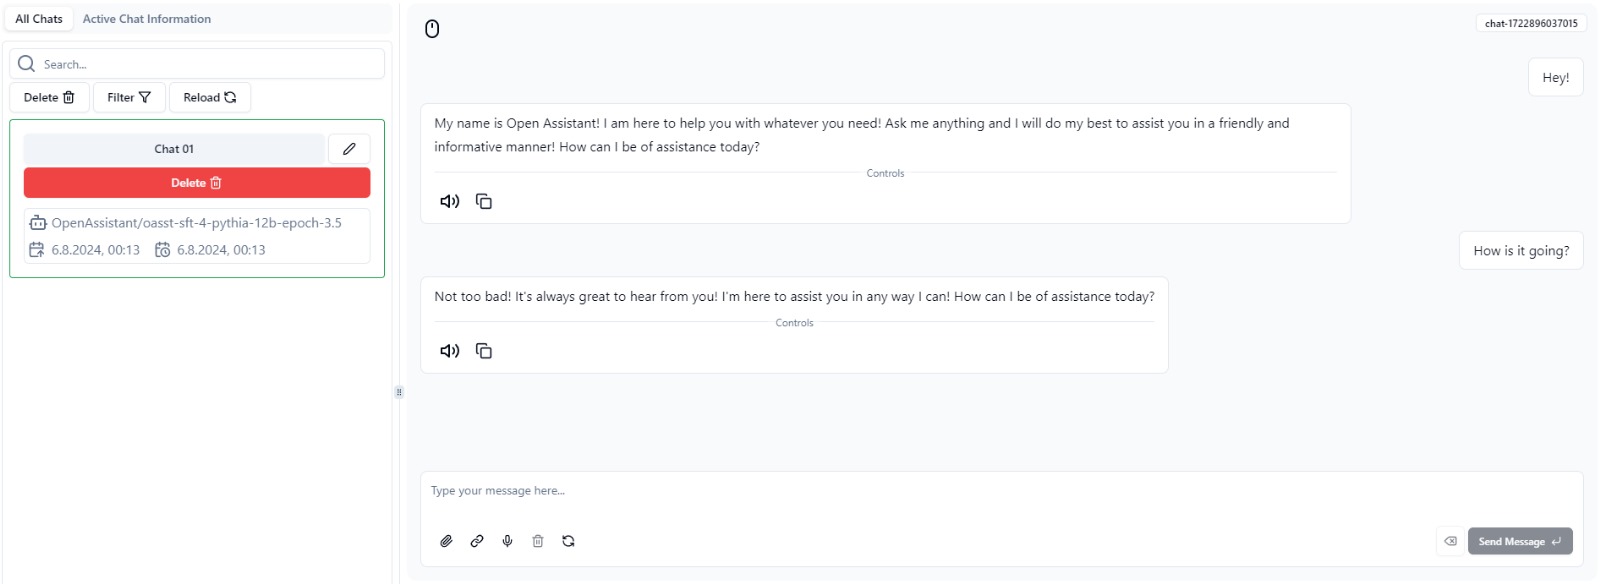 All Chats
Active Chat Information
Search...
Delete
Filter
Reload
Chat 01
Delete
OpenAssistant/oasst-sft-4-pythia-12b-epoch-3.5
6.8.2024, 00:13
6.8.2024, 00:13
chat-1722896037015
Hey!
My name is Open Assistant! I am here to help you with whatever you need! Ask me anything and I will do my best to assist you in a friendly and
informative manner! How can I be of assistance today?
Controls
How is it going?
Not too bad! It's always great to hear from you! I'm here to assist you in any way I can! How can I be of assistance today?
Controls
Type your message here...
Send Message